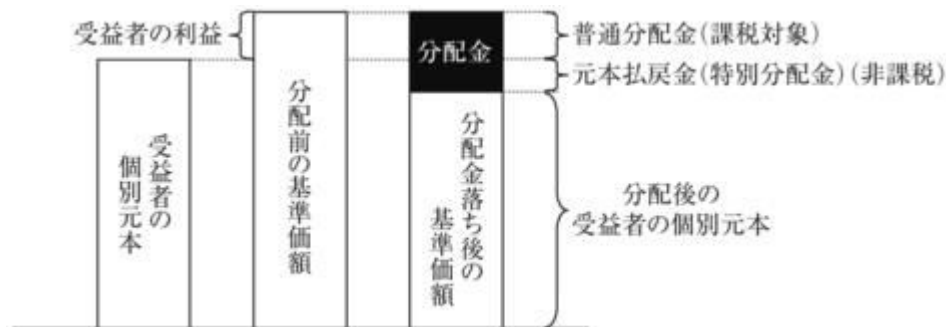 受益者の利益
分配金
普通分配金(課税対象)
元本払戻金(特別分配金)(非課税)
受益者の
個別元本
分配前の基準価額
分配金落ち後の
基準価額
分配後の
受益者の個別元本